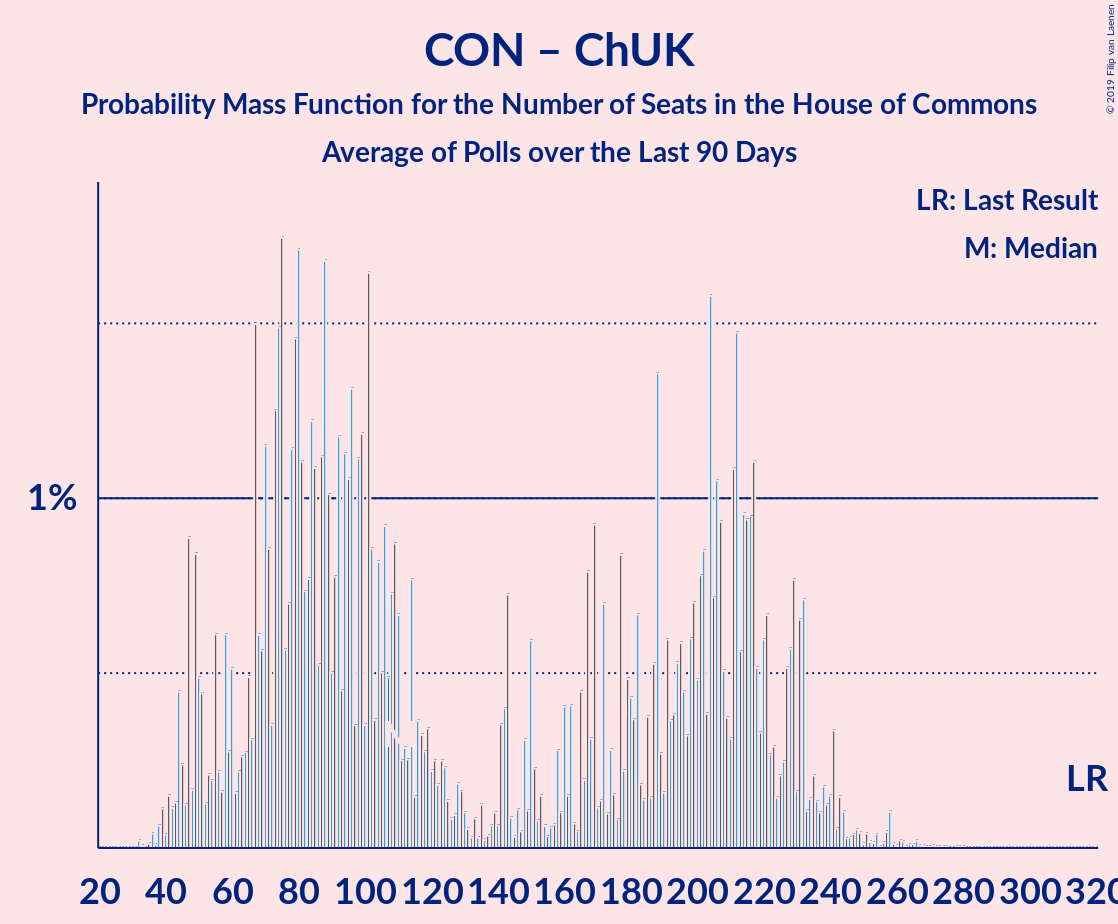 CON – ChUK
Probability Mass Function for the Number of Seats in the House of Commons
Average of Polls over the Last 90 Days
© 2019 Filip van Laenen
LR: Last Result
M: Median
1%
LR
20 40 60 80 100 120 140 160 180 200 220 240 260 280 300 320